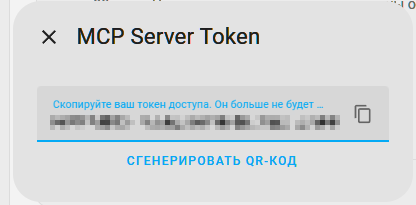 MCP Server Token
Скопируйте ваш токен доступа. Он больше не будет ...
СГЕНЕРИРОВАТЬ QR-КОД